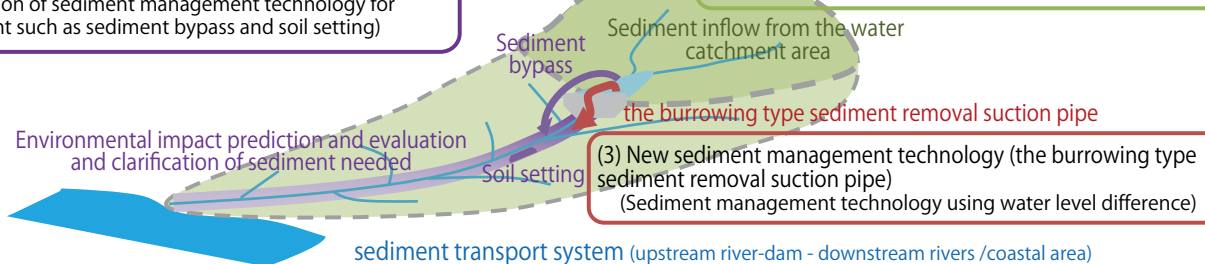 on of sediment management technology for
nt such as sediment bypass and soil setting)
Sediment inflow from the water
catchment area
Sediment
bypass
the burrowing type sediment removal suction pipe
Environmental impact prediction and evaluation
and clarification of sediment needed
Soil setting
(3) New sediment management technology (the burrowing type
sediment removal suction pipe)
(Sediment management technology using water level difference)
sediment transport system (upstream river-dam - downstream rivers /coastal area)